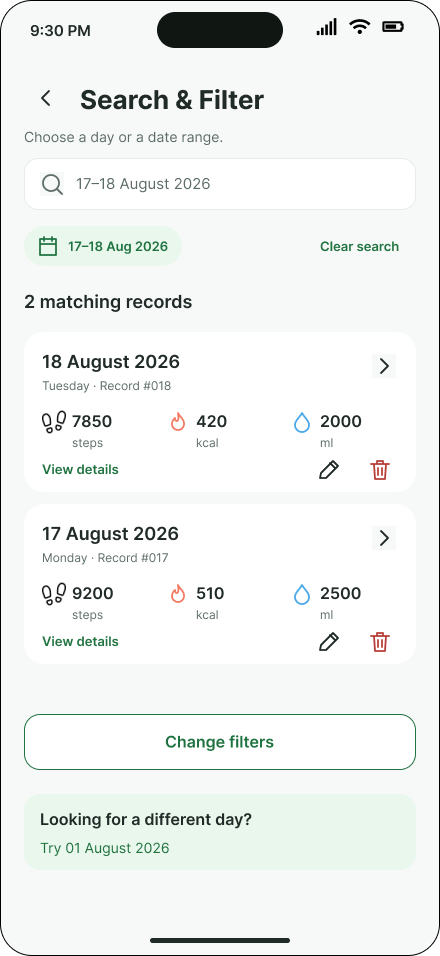 9:30 PM
Search & Filter
Choose a day or a date range.
17–18 August 2026
17–18 Aug 2026
Clear search
2 matching records
18 August 2026
Tuesday · Record #018
7850 420 2000
steps kcal ml
View details
17 August 2026
Monday · Record #017
9200 510 2500
steps kcal ml
View details
Change filters
Looking for a different day?
Try 01 August 2026